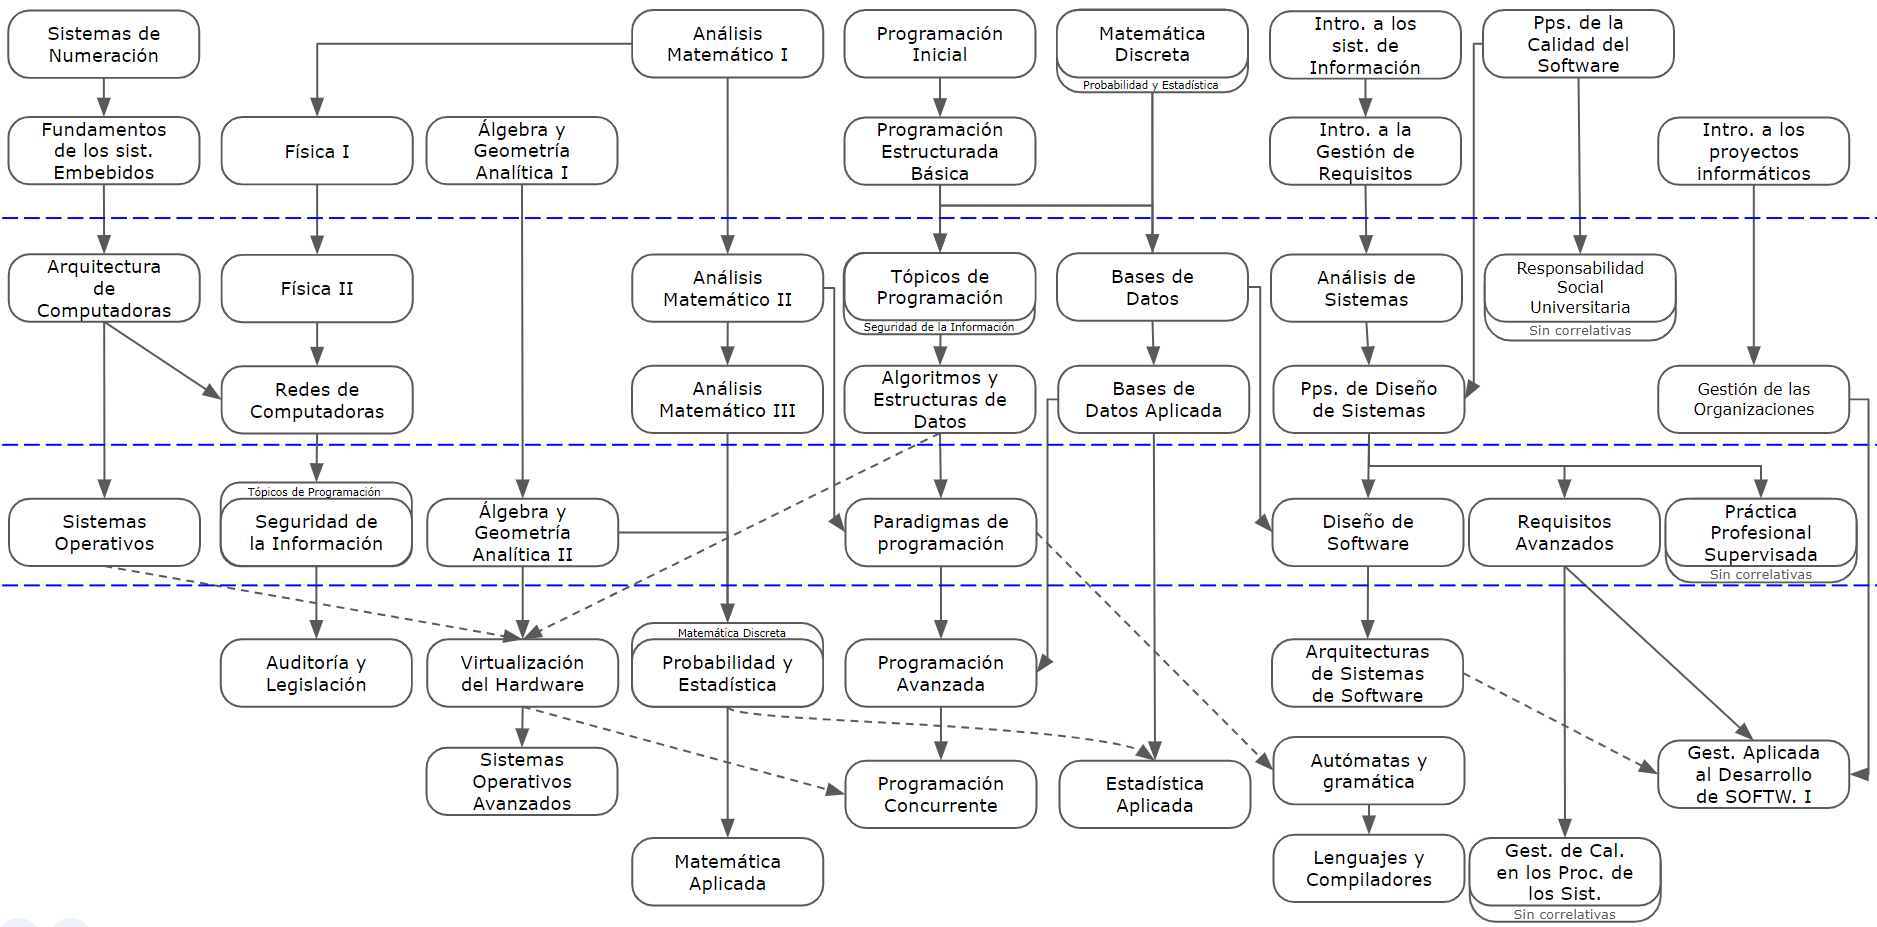 Sistemas de
Numeración
Análisis
Matemático I
Programación
Inicial
Matemática
Discreta
Probabilidad y Estadística
Intro. a los
sist. de
Información
Pps. de la
Calidad del
Software
Fundamentos
de los sist.
Embebidos
Física I
Álgebra y
Geometría
Analítica I
Programación
Estructurada
Básica
Intro. a la
Gestión de
Requisitos
Intro. a los
proyectos
informáticos
Arquitectura
de
Computadoras
Física II
Análisis
Matemático II
Tópicos de
Programación
Seguridad de la Información
Bases de
Datos
Análisis de
Sistemas
Responsabilidad
Social
Universitaria
Sin correlativas
Redes de
Computadoras
Análisis
Matemático III
Algoritmos y
Estructuras de
Datos
Bases de
Datos Aplicada
Pps. de Diseño
de Sistemas
Gestión de las
Organizaciones
Sistemas
Operativos
Tópicos de Programación
Seguridad de
la Información
Álgebra y
Geometría
Analítica II
Paradigmas de
programación
Diseño de
Software
Requisitos
Avanzados
Práctica
Profesional
Supervisada
Sin correlativas
Auditoría y
Legislación
Virtualización
del Hardware
Matemática Discreta
Probabilidad y
Estadística
Programación
Avanzada
Arquitecturas
de Sistemas
de Software
Sistemas
Operativos
Avanzados
Programación
Concurrente
Estadística
Aplicada
Autómatas y
gramática
Gest. Aplicada
al Desarrollo
de SOFTW. I
Matemática
Aplicada
Lenguajes y
Compiladores
Gest. de Cal.
en los Proc. de
los Sist.
Sin correlativas